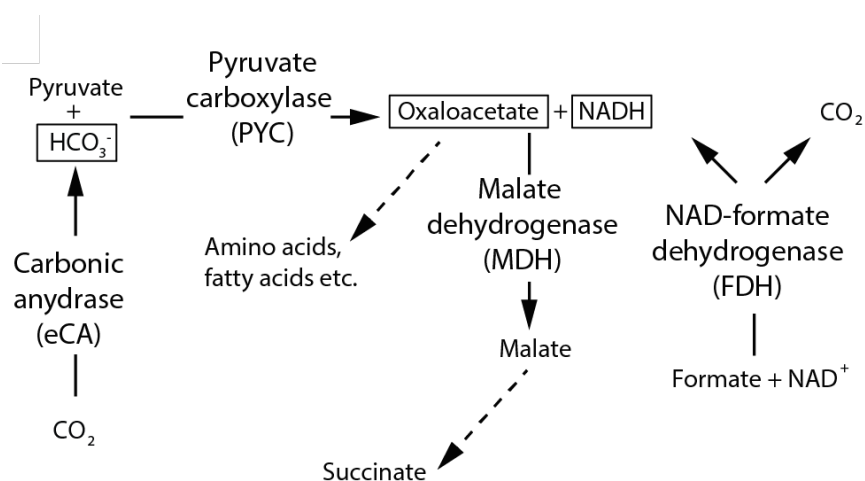 Pyruvate
+
HCO₃⁻
Pyruvate
carboxylase
(PYC)
Oxaloacetate + NADH
CO₂
Carbonic
anydrase
(eCA)
CO₂
Amino acids,
fatty acids etc.
Malate
dehydrogenase
(MDH)
Malate
Succinate
NAD-formate
dehydrogenase
(FDH)
Formate + NAD⁺